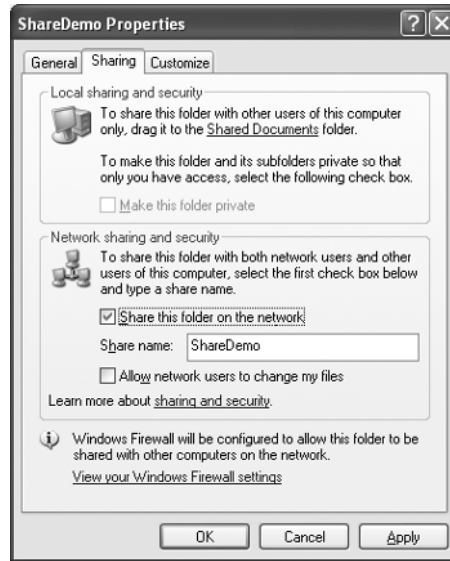 ShareDemo Properties
General Sharing Customize
Local sharing and security
To share this folder with other users of this computer
only, drag it to the Shared Documents folder.
To make this folder and its subfolders private so that
only you have access, select the following check box.
Make this folder private
Network sharing and security
To share this folder with both network users and other
users of this computer, select the first check box below
and type a share name.
Share this folder on the network
Share name: ShareDemo
Allow network users to change my files
Learn more about sharing and security.
Windows Firewall will be configured to allow this folder to be
shared with other computers on the network.
View your Windows Firewall settings
OK Cancel Apply